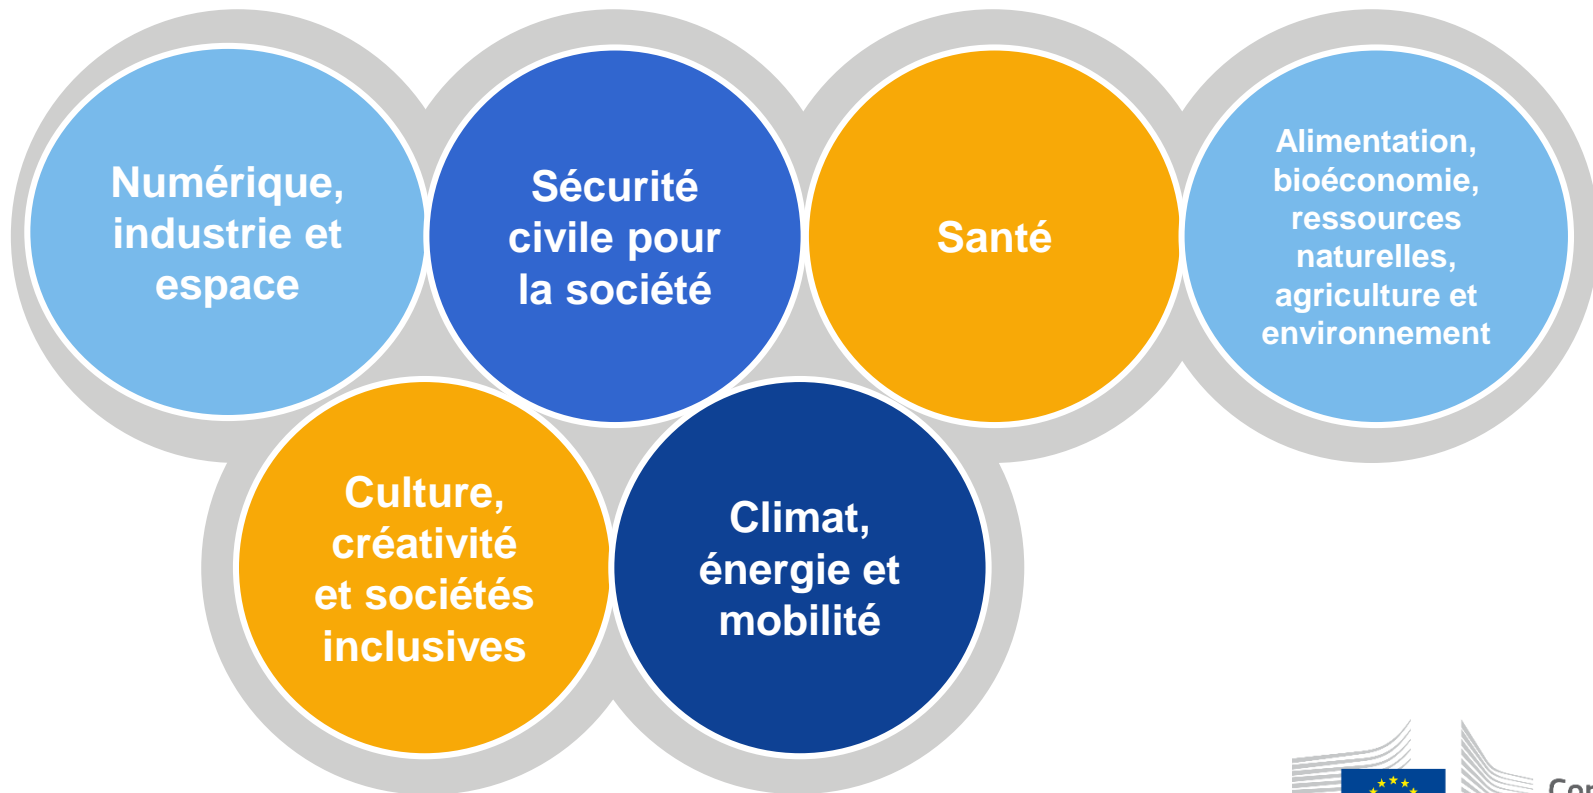 Numérique,
industrie et
espace
Sécurité
civile pour
la société
Santé
Alimentation,
bioéconomie,
ressources
naturelles,
agriculture et
environnement
Culture,
créativité
et sociétés
inclusives
Climat,
énergie et
mobilité